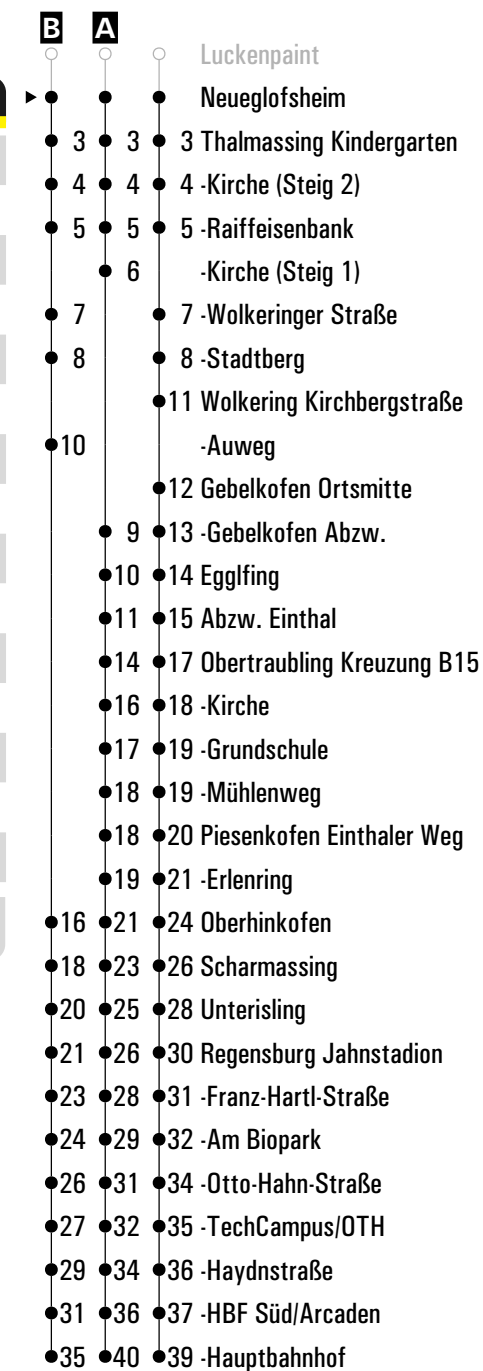 B A
Luckenpaint
Neueglofsheim
3 3 3 Thalmassing Kindergarten
4 4 4 -Kirche (Steig 2)
5 5 5 -Raiffeisenbank
6 -Kirche (Steig 1)
7 7 -Wolkeringer Straße
8 8 -Stadtberg
11 Wolkering Kirchbergstraße
10 -Auweg
12 Gebelkofen Ortsmitte
9 13 -Gebelkofen Abzw.
10 14 Egglfing
11 15 Abzw. Einthal
14 17 Obertraubling Kreuzung B15
16 18 -Kirche
17 19 -Grundschule
18 19 -Mühlenweg
18 20 Piesenkofen Einthaler Weg
19 21 -Erlenring
16 21 24 Oberhinkofen
18 23 26 Scharmassing
20 25 28 Unterisling
21 26 30 Regensburg Jahnstadion
23 28 31 -Franz-Hartl-Straße
24 29 32 -Am Biopark
26 31 34 -Otto-Hahn-Straße
27 32 35 -TechCampus/OTH
29 34 36 -Haydnstraße
31 36 37 -HBF Süd/Arcaden
35 40 39 -Hauptbahnhof